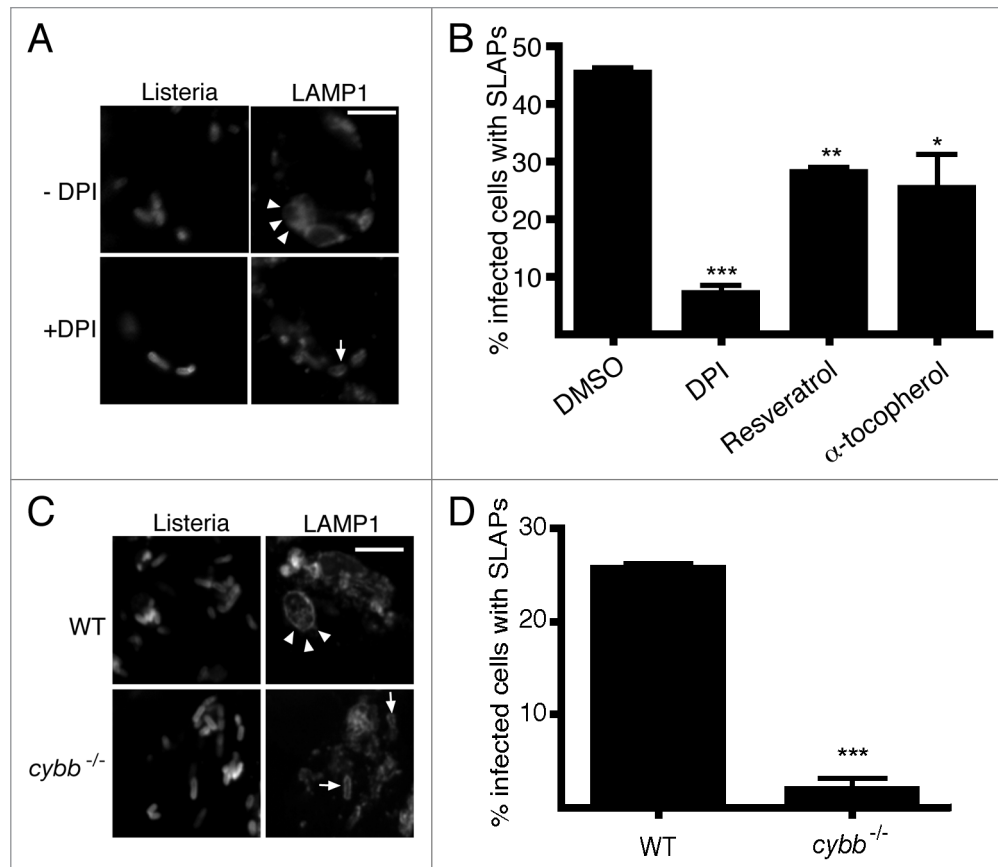 A
Listeria LAMP1
- DPI
+DPI
B
% infected cells with SLAPs
50
40
30
20
10
***
**
*
DMSO
DPI
Resveratrol
α-tocopherol
C
Listeria LAMP1
WT
cybb -/-
D
% infected cells with SLAPs
30
20
10
***
WT
cybb -/-